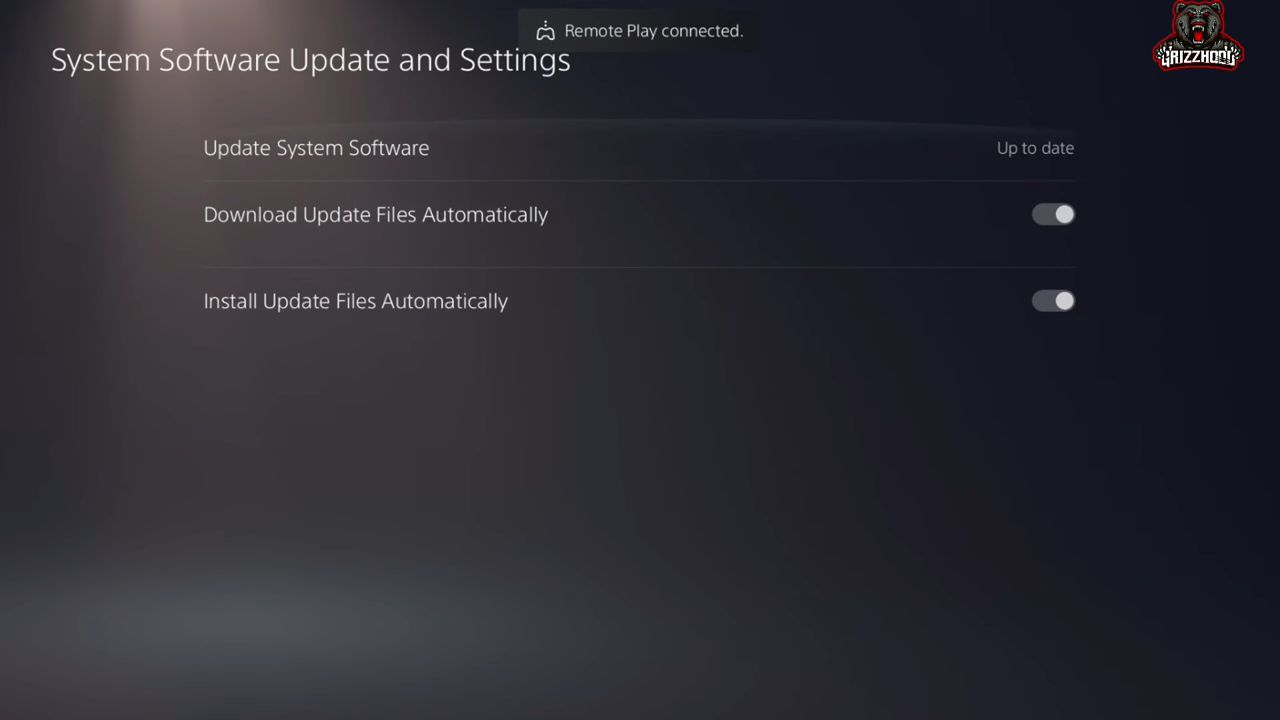 Remote Play connected.
System Software Update and Settings
GRIZZHODL
Update System Software
Up to date
Download Update Files Automatically
Install Update Files Automatically